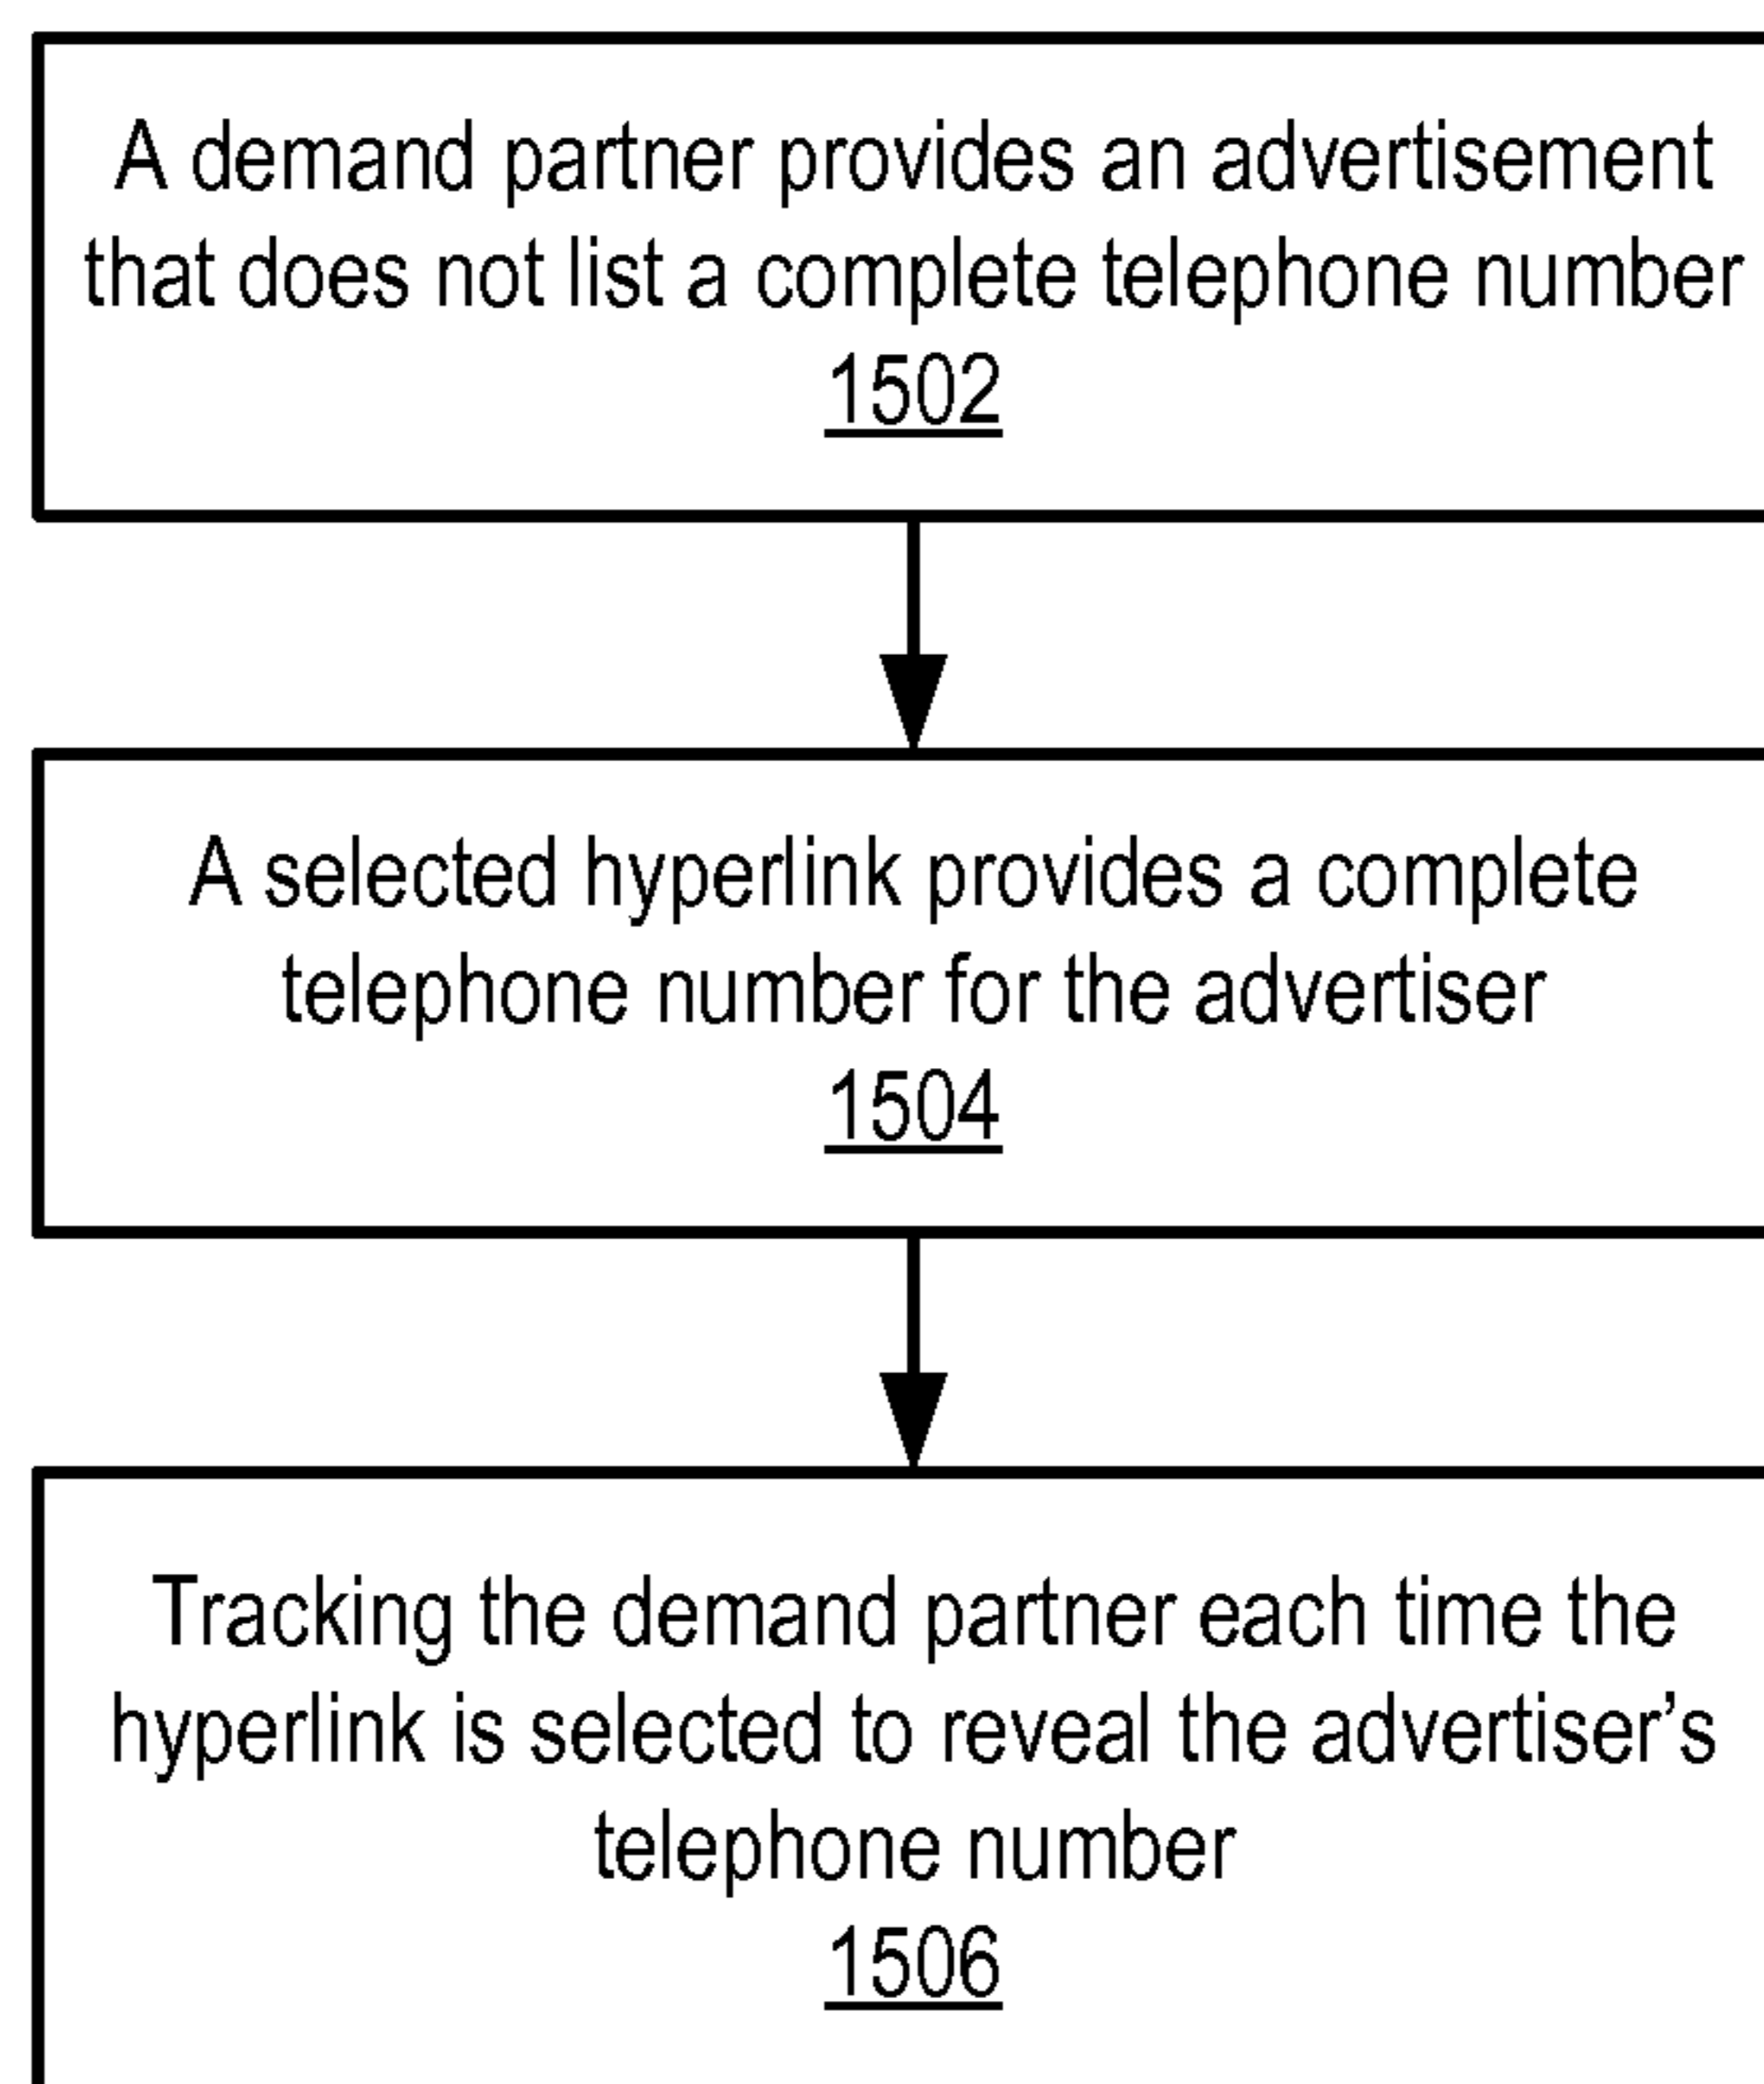 A demand partner provides an advertisement
that does not list a complete telephone number
1502
A selected hyperlink provides a complete
telephone number for the advertiser
1504
Tracking the demand partner each time the
hyperlink is selected to reveal the advertiser’s
telephone number
1506